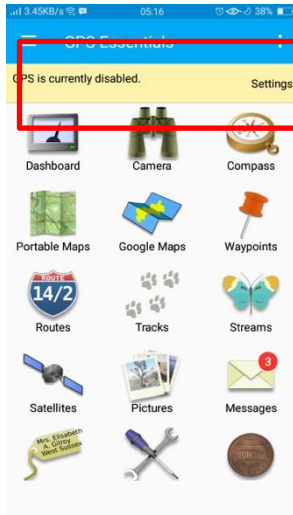 3.45KB/s 05:16 38%
GPS Essentials
GPS is currently disabled.
Settings
Dashboard Camera Compass
Portable Maps Google Maps Waypoints
ROUTE
14/2
Routes Tracks Streams
3
Satellites Pictures Messages
Mrs. Elisabeth
A. Gilroy
West Sussex